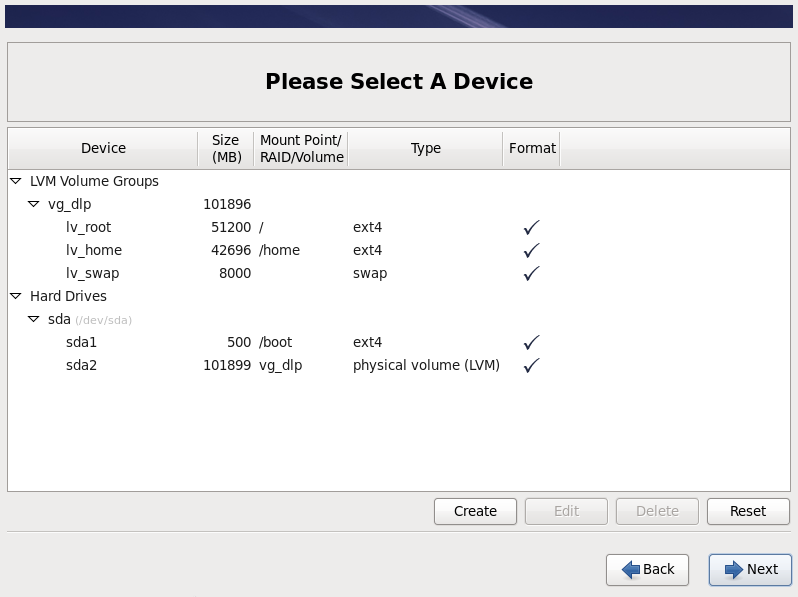 Please Select A Device
Device Size (MB) Mount Point/ RAID/Volume Type Format
LVM Volume Groups
vg_dlp 101896
lv_root 51200 / ext4
lv_home 42696 /home ext4
lv_swap 8000 swap
Hard Drives
sda (/dev/sda)
sda1 500 /boot ext4
sda2 101899 vg_dlp physical volume (LVM)
Create Edit Delete Reset
Back Next